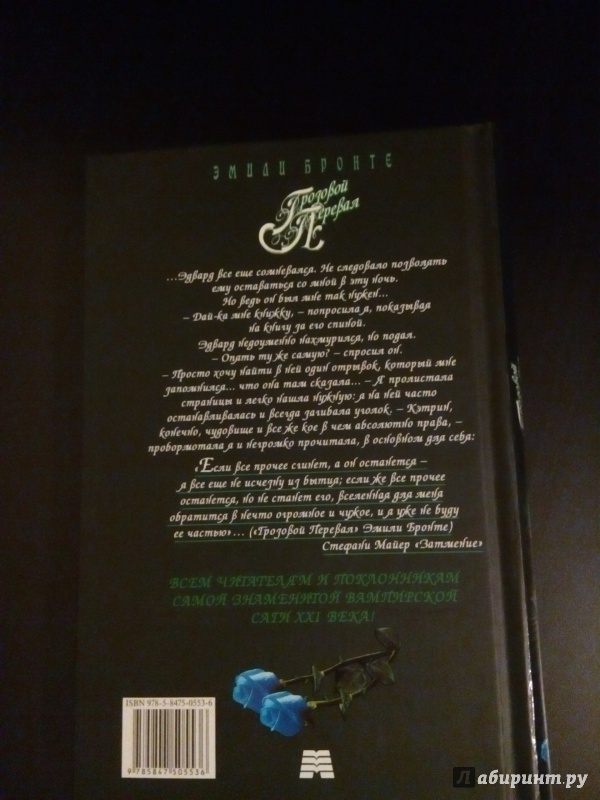 ЭМИЛИ БРОНТЕ
Грозовой
Перевал
...Эдвард все еще сомневался. Не следовало позволять
ему оставаться со мной в эту ночь.
Но ведь он был мне так нужен...
– Дай-ка мне книжку, – попросила я, показывая
на книгу за его спиной.
Эдвард недоуменно нахмурился, но подал.
– Опять ту же самую? – спросил он.
– Просто хочу найти в ней один отрывок, который мне
запомнился... что она там сказала... – Я пролистала
страницы и легко нашла нужную: я на ней часто
останавливалась и всегда загибала уголок. – Кэтрин,
конечно, чудовище и все же кое в чем абсолютно права, –
пробормотала я и негромко прочитала, в основном для себя:
«Если все прочее сгинет, а он останется –
я все еще не исчезну из бытия; если же все прочее
останется, но не станет его, вселенная для меня
обратится в нечто огромное и чужое, и я уже не буду
ее частью»... («Грозовой Перевал» Эмили Бронте)
Стефани Майер «Затмение»
ВСЕМ ЧИТАТЕЛЯМ И ПОКЛОННИКАМ
САМОЙ ЗНАМЕНИТОЙ ВАМПИРСКОЙ
САГИ XXI ВЕКА!
ISBN 978-5-8475-0553-6
9 785847 505536
Лабиринт.ру